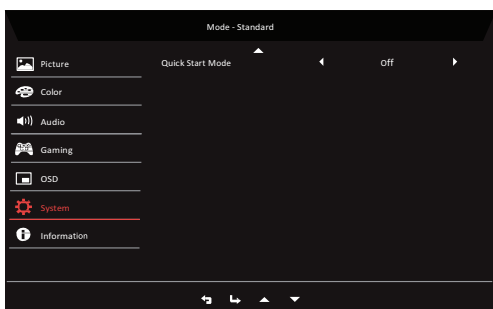 Mode - Standard
Picture
Quick Start Mode Off
Color
Audio
Gaming
OSD
System
Information